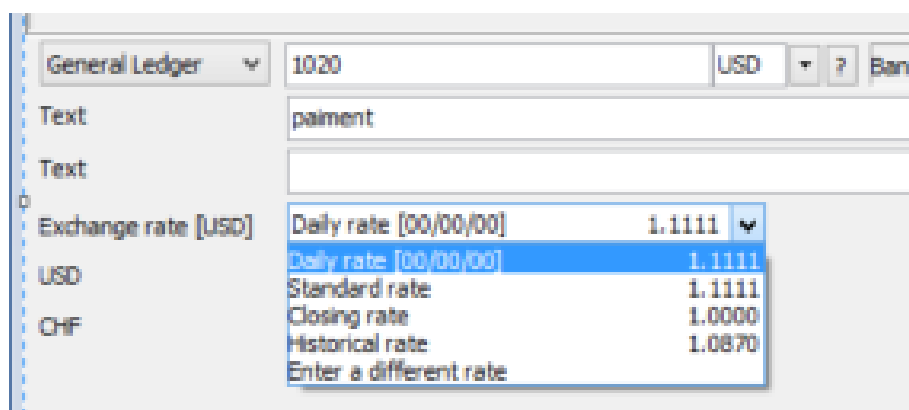 General Ledger 1020 USD ? Ban
Text paiment
Text
Exchange rate [USD] Daily rate [00/00/00] 1.1111
Daily rate [00/00/00] 1.1111
USD
Standard rate 1.1111
Closing rate 1.0000
CHF
Historical rate 1.0870
Enter a different rate